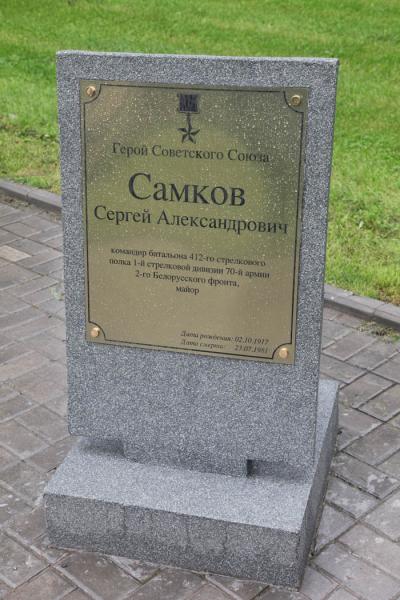 Герой Советского Союза
Самков
Сергей Александрович
командир батальона 412-го стрелкового
полка 1-й стрелковой дивизии 70-й армии
2-го Белорусского фронта,
майор
Дата рождения: 02.10.1917
Дата смерти: 23.07.1981